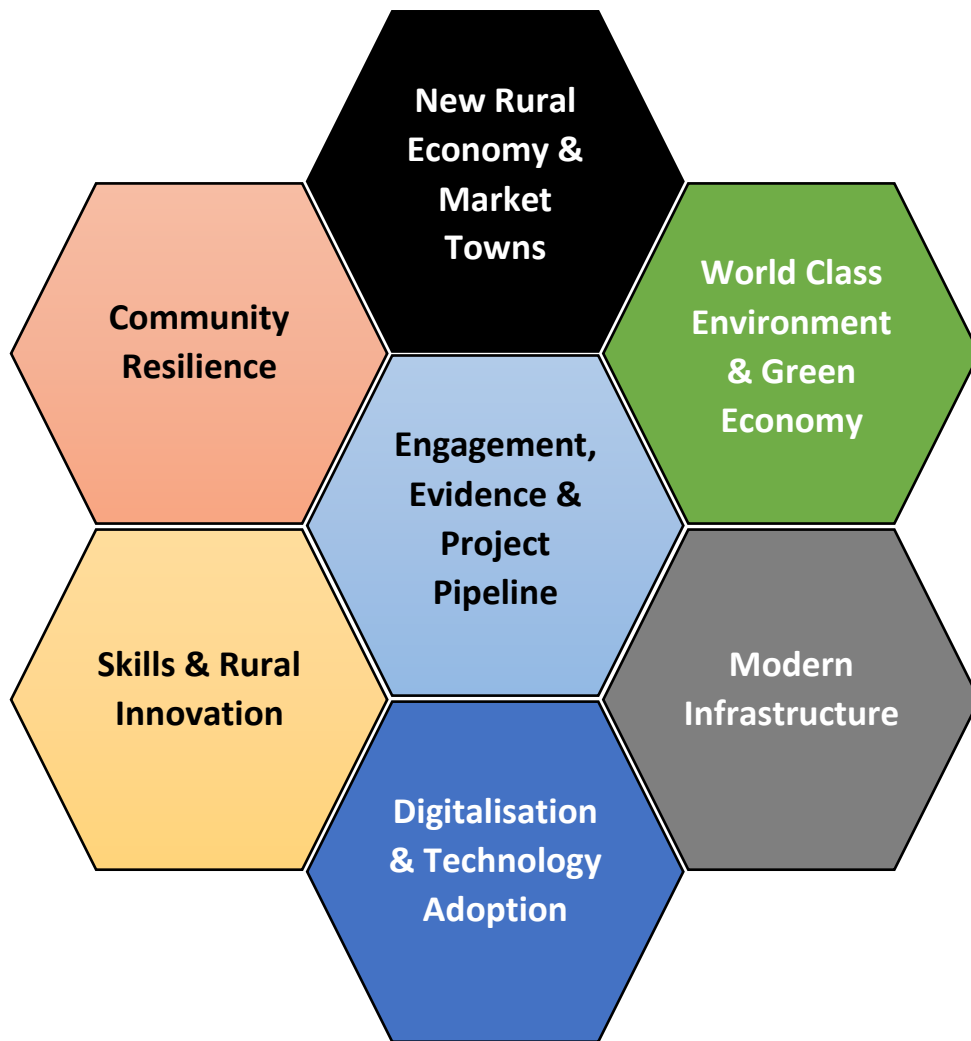 New Rural
Economy &
Market
Towns
World Class
Environment
& Green
Economy
Community
Resilience
Engagement,
Evidence &
Project
Pipeline
Skills & Rural
Innovation
Modern
Infrastructure
Digitalisation
& Technology
Adoption